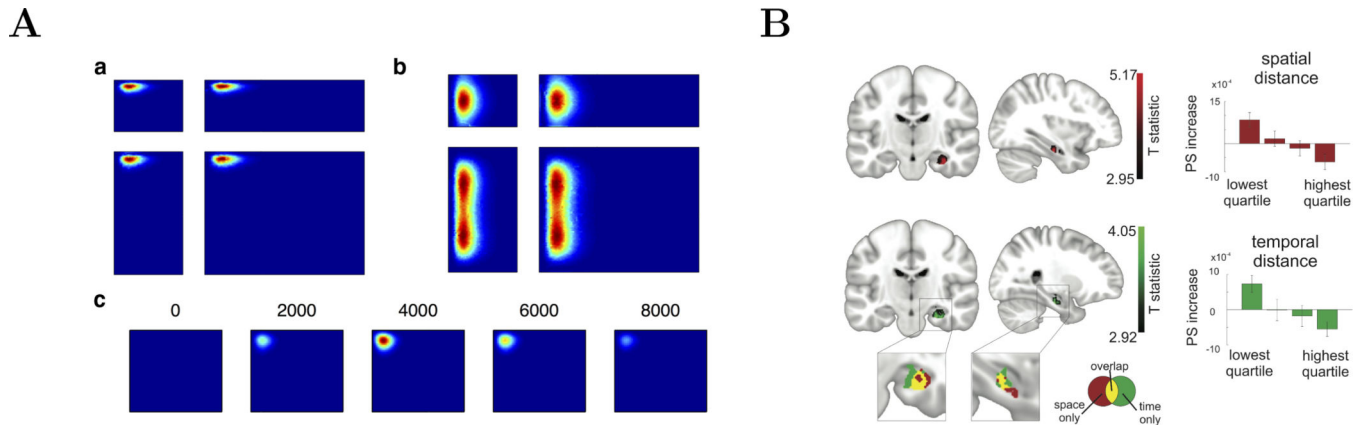 A
a
b
c
0 2000 4000 6000 8000
B
5.17
T statistic
2.95
spatial
distance
x10⁻⁴
15
PS increase
-10
lowest
quartile
highest
quartile
4.05
T statistic
2.92
temporal
distance
x10⁻⁴
10
0
PS increase
-10
lowest
quartile
highest
quartile
overlap
space
only
time
only